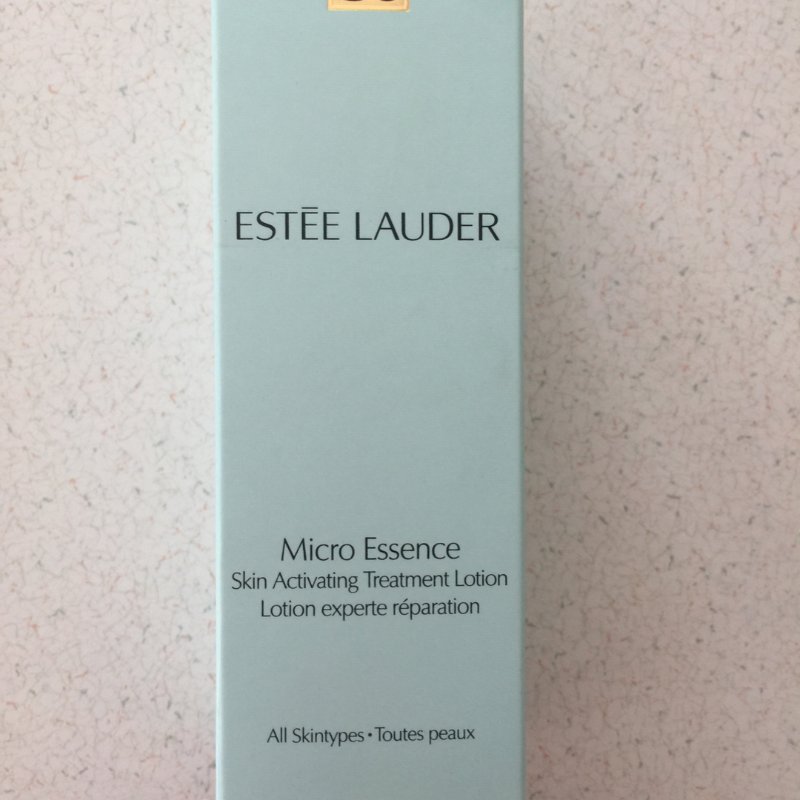 ESTĒE LAUDER
Micro Essence
Skin Activating Treatment Lotion
Lotion experte réparation
All Skintypes • Toutes peaux